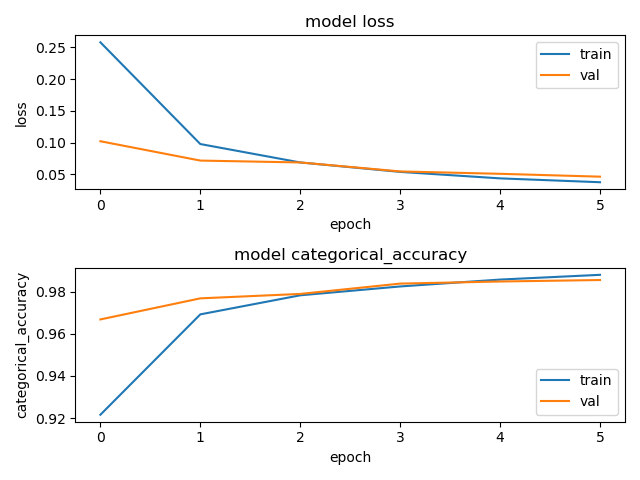 model loss
0.25
0.20
0.15
0.10
0.05
loss
train
val
0 1 2 3 4 5
epoch
model categorical_accuracy
0.98
0.96
0.94
0.92
categorical_accuracy
train
val
0 1 2 3 4 5
epoch